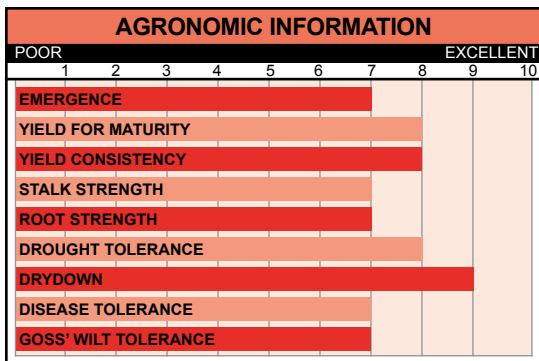 AGRONOMIC INFORMATION
POOR EXCELLENT
1 2 3 4 5 6 7 8 9 10
EMERGENCE
YIELD FOR MATURITY
YIELD CONSISTENCY
STALK STRENGTH
ROOT STRENGTH
DROUGHT TOLERANCE
DRYDOWN
DISEASE TOLERANCE
GOSS’ WILT TOLERANCE